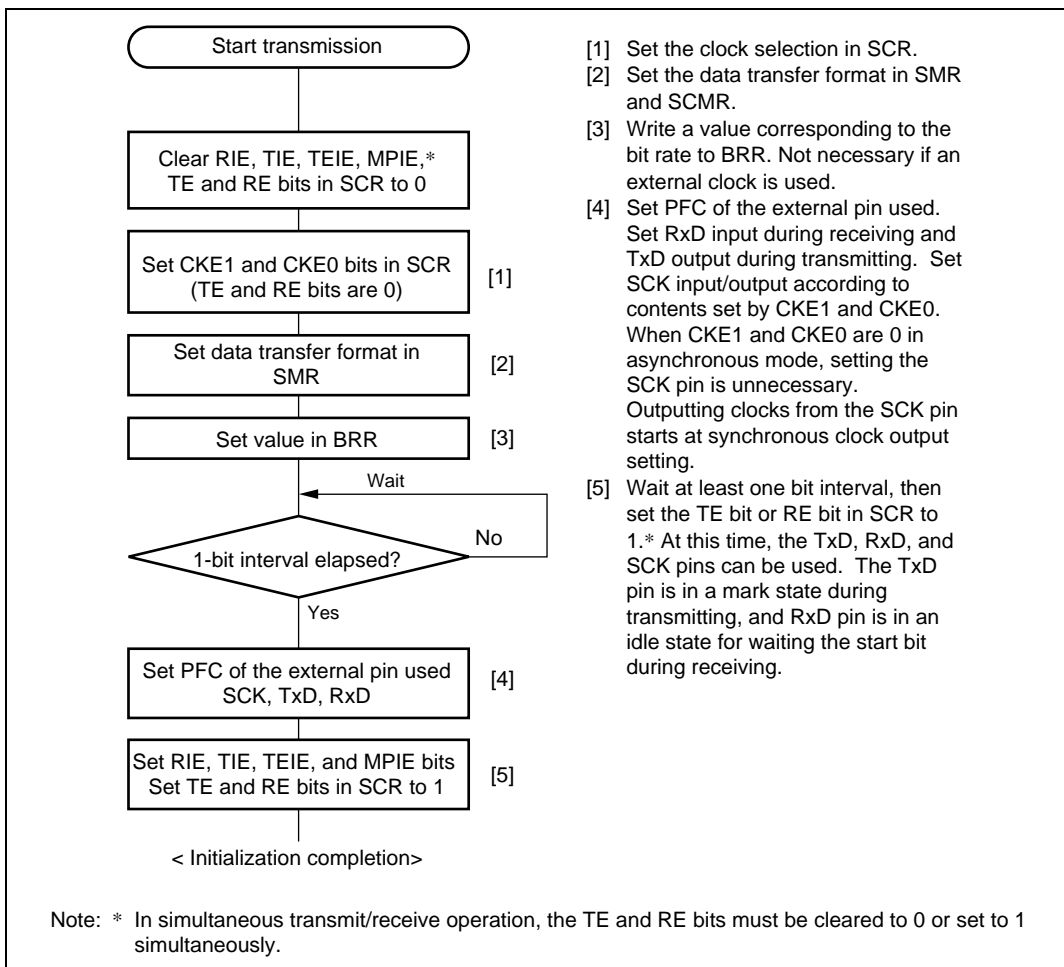 Start transmission
Clear RIE, TIE, TEIE, MPIE,*
TE and RE bits in SCR to 0
Set CKE1 and CKE0 bits in SCR
(TE and RE bits are 0)
[1]
Set data transfer format in
SMR
[2]
Set value in BRR
[3]
Wait
1-bit interval elapsed?
No
Yes
Set PFC of the external pin used
SCK, TxD, RxD
[4]
Set RIE, TIE, TEIE, and MPIE bits
Set TE and RE bits in SCR to 1
[5]
< Initialization completion>
[1] Set the clock selection in SCR.
[2] Set the data transfer format in SMR
and SCMR.
[3] Write a value corresponding to the
bit rate to BRR. Not necessary if an
external clock is used.
[4] Set PFC of the external pin used.
Set RxD input during receiving and
TxD output during transmitting. Set
SCK input/output according to
contents set by CKE1 and CKE0.
When CKE1 and CKE0 are 0 in
asynchronous mode, setting the
SCK pin is unnecessary.
Outputting clocks from the SCK pin
starts at synchronous clock output
setting.
[5] Wait at least one bit interval, then
set the TE bit or RE bit in SCR to
1.* At this time, the TxD, RxD, and
SCK pins can be used. The TxD
pin is in a mark state during
transmitting, and RxD pin is in an
idle state for waiting the start bit
during receiving.
Note: * In simultaneous transmit/receive operation, the TE and RE bits must be cleared to 0 or set to 1
simultaneously.